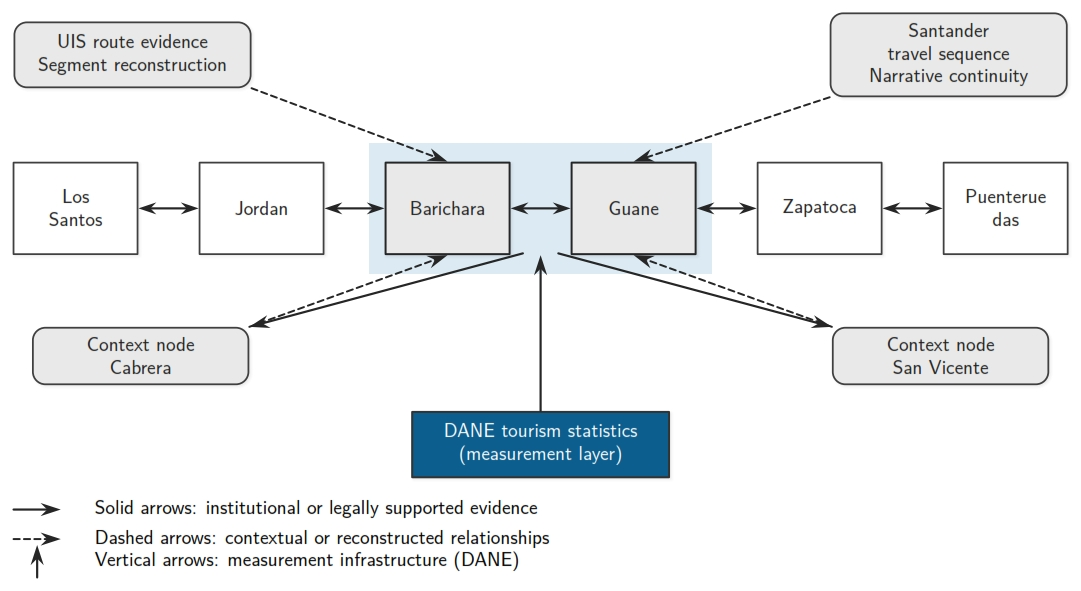 UIS route evidence
Segment reconstruction
Santander
travel sequence
Narrative continuity
Los
Santos
Jordan
Barichara
Guane
Zapatoca
Puenterue
das
Context node
Cabrera
Context node
San Vicente
DANE tourism statistics
(measurement layer)
Solid arrows: institutional or legally supported evidence
Dashed arrows: contextual or reconstructed relationships
Vertical arrows: measurement infrastructure (DANE)